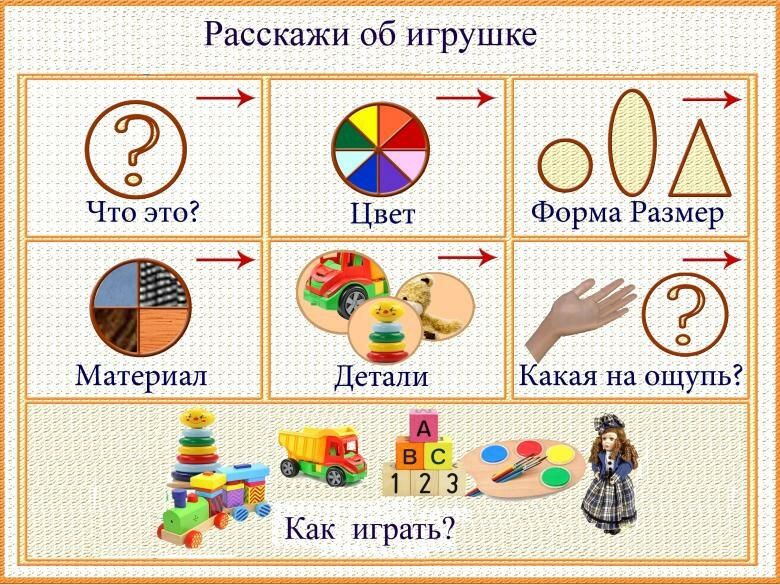 Расскажи об игрушке
Что это?
Цвет
Форма Размер
Материал
Детали
Какая на ощупь?
A
B C
1 2 3
Как играть?